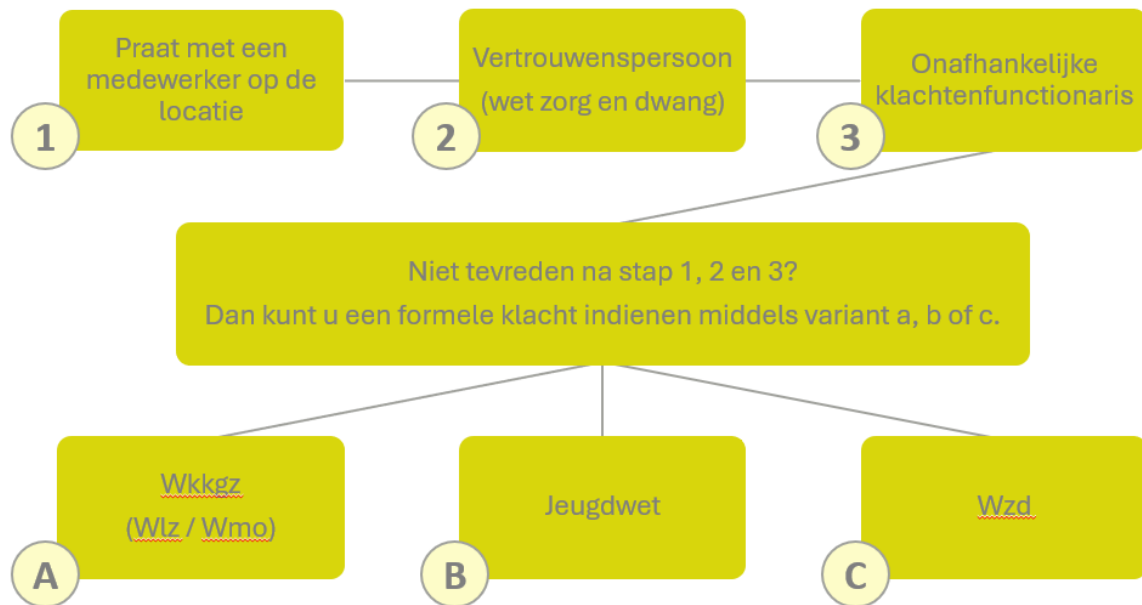 Praat met een
medewerker op de
locatie
1
Vertrouwenspersoon
(wet zorg en dwang)
2
Onafhankelijke
klachtenfunctionaris
3
Niet tevreden na stap 1, 2 en 3?
Dan kunt u een formele klacht indienen middels variant a, b of c.
Wkkgz
(Wlz / Wmo)
A
Jeugdwet
B
Wzd
C